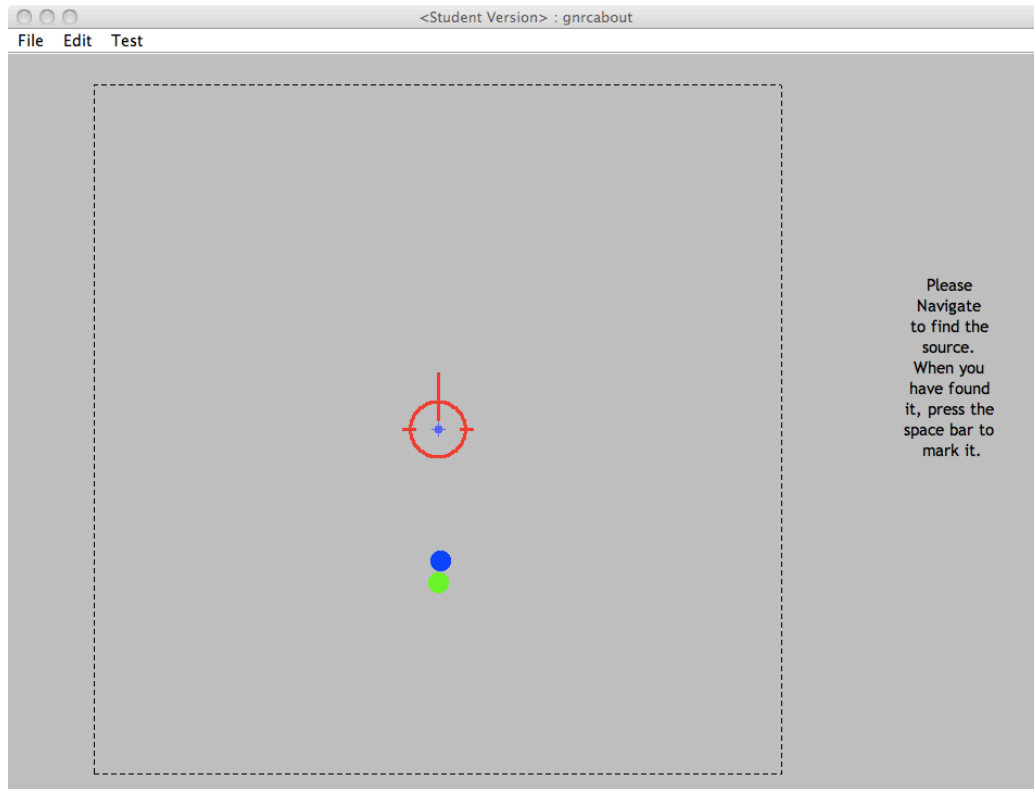 <Student Version> : gnrcabout
File Edit Test
Please
Navigate
to find the
source.
When you
have found
it, press the
space bar to
mark it.